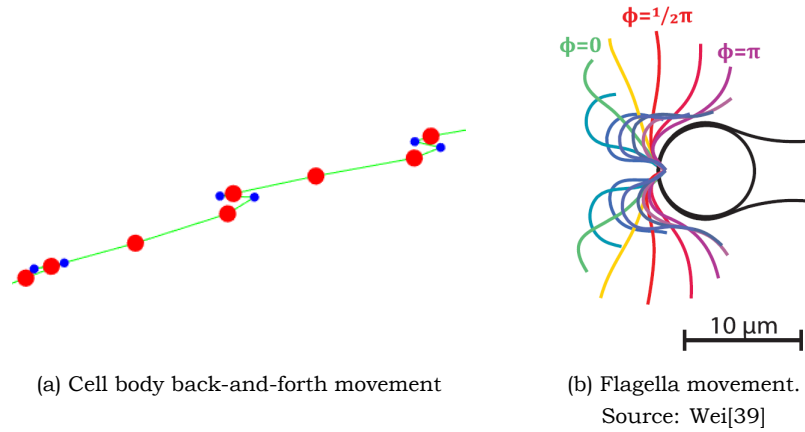 ϕ=½π
ϕ=0
ϕ=π
10 μm
(a) Cell body back-and-forth movement
(b) Flagella movement.
Source: Wei[39]